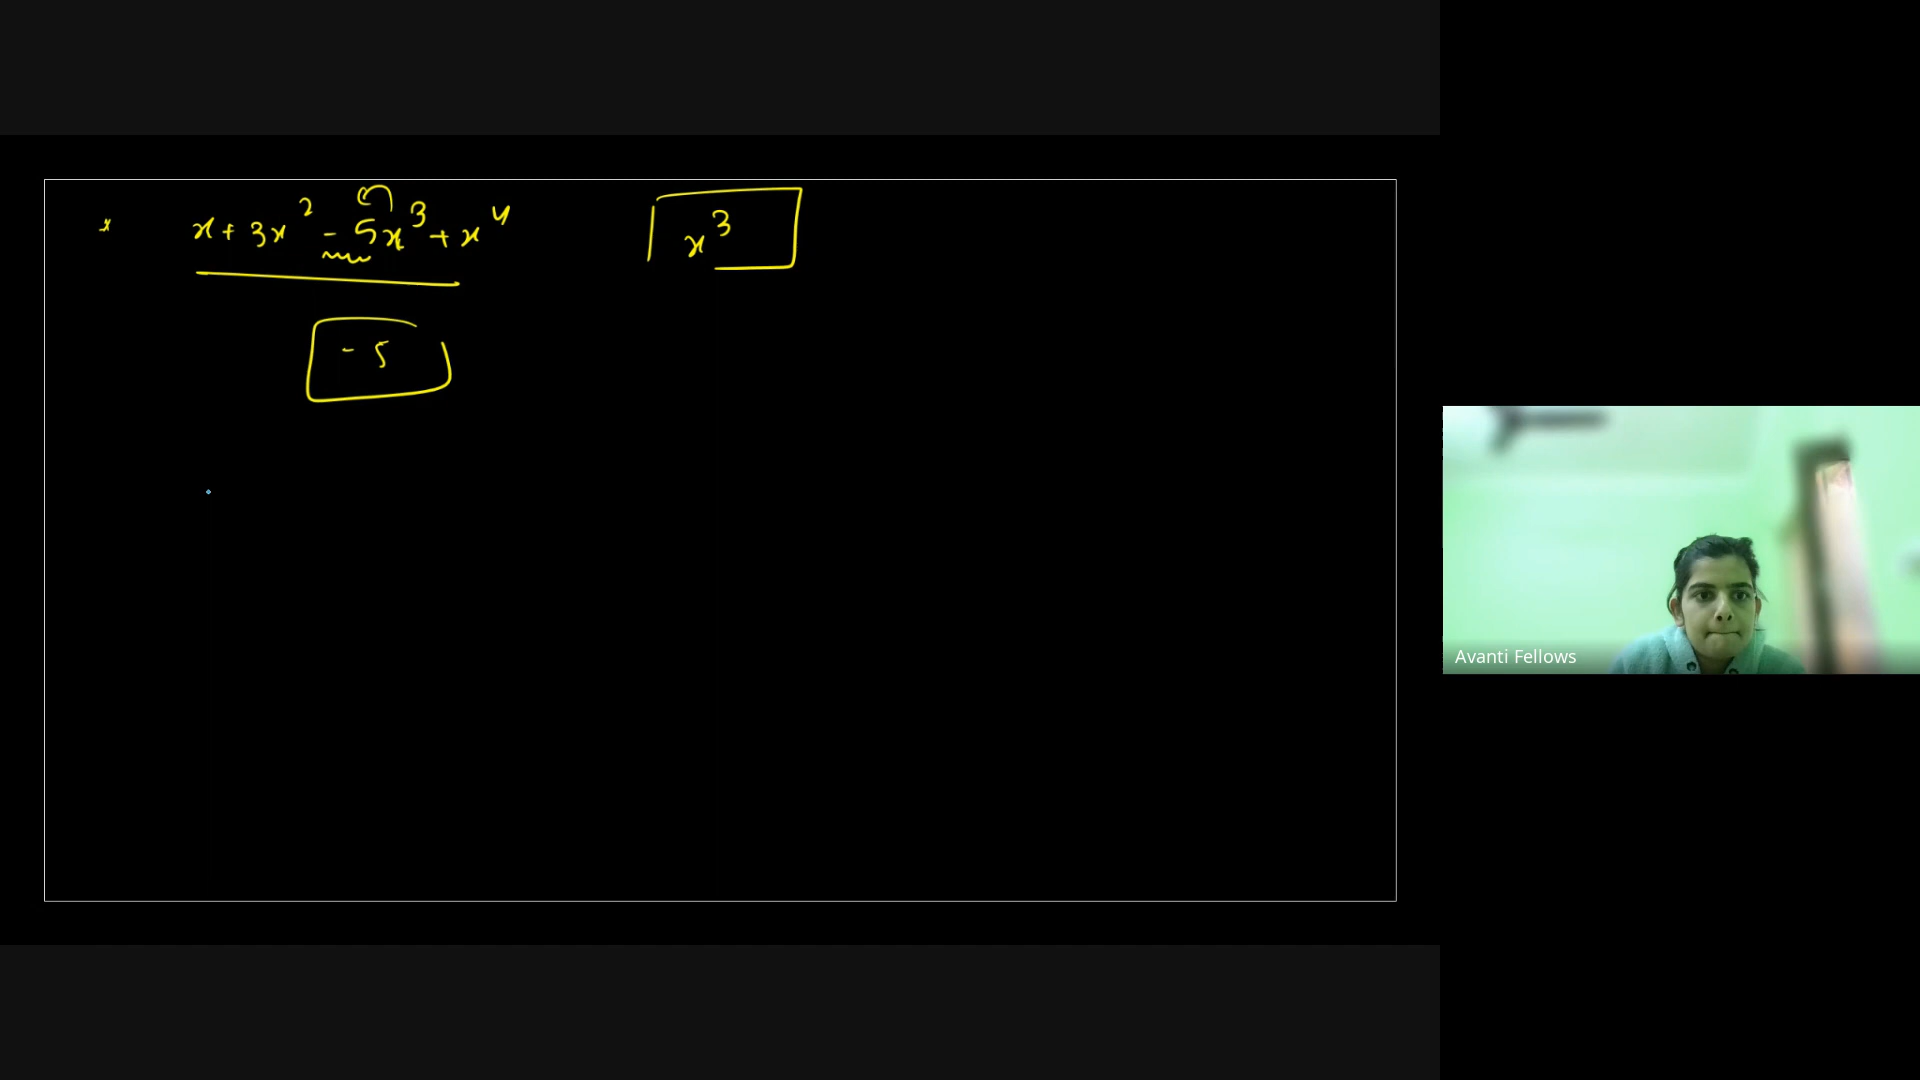 * x + 3x² - 5x³ + x⁴
x³
- 5
Avanti Fellows